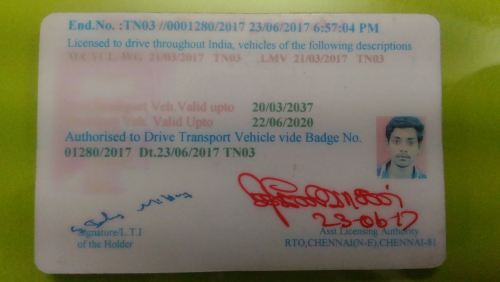 End.No. :TN03 //0001280/2017 23/06/2017 6:57:04 PM
Licensed to drive throughout India, vehicles of the following descriptions
21/03/2017 TN03 .LMV 21/03/2017 TN03
Veh.Valid upto 20/03/2037
Veh. Valid Upto 22/06/2020
Authorised to Drive Transport Vehicle vide Badge No.
01280/2017 Dt.23/06/2017 TN03
23-06-17
Signature/L.T.I
of the Holder
Asst Licensing Authority
RTO,CHENNAI(N-E),CHENNAI-81